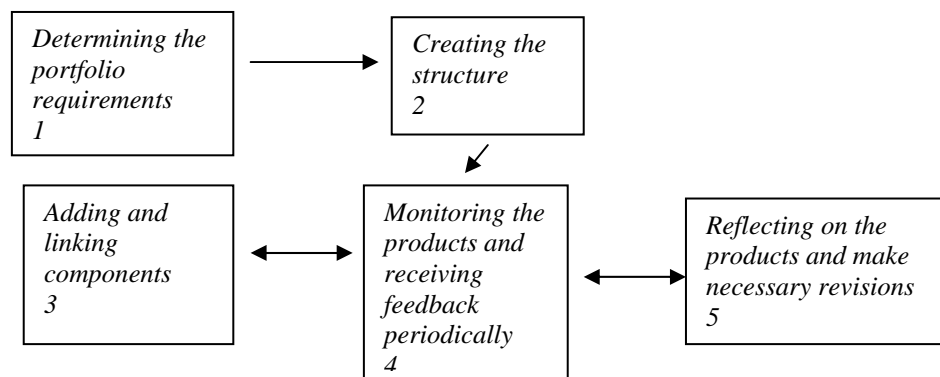 Determining the
portfolio
requirements
1
Creating the
structure
2
Adding and
linking
components
3
Monitoring the
products and
receiving
feedback
periodically
4
Reflecting on the
products and make
necessary revisions
5